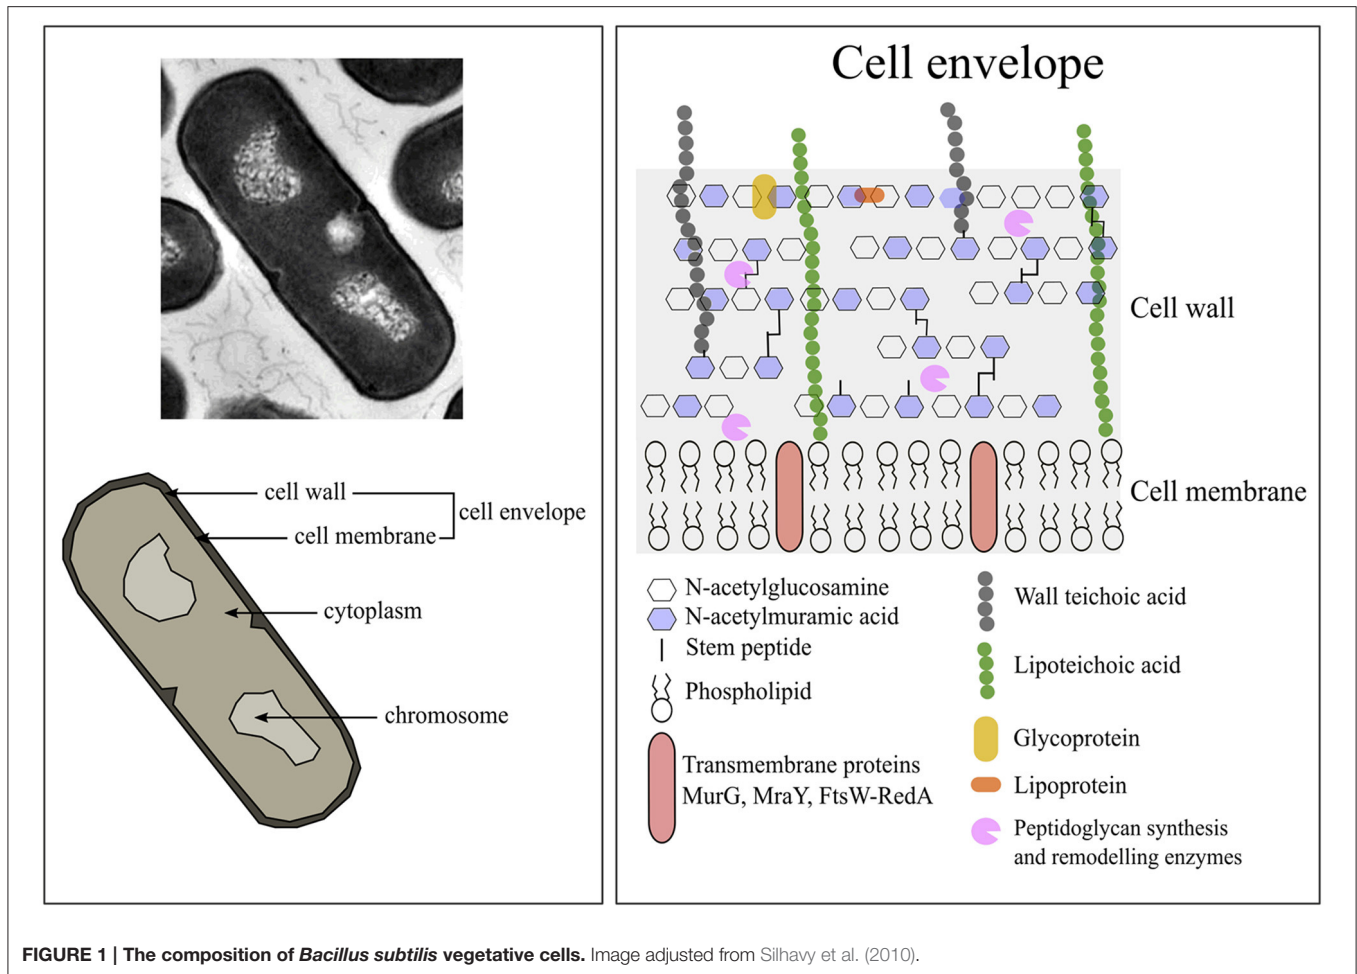 cell wall
cell envelope
cell membrane
cytoplasm
chromosome
Cell envelope
Cell wall
Cell membrane
N-acetylglucosamine
N-acetylmuramic acid
Stem peptide
Phospholipid
Transmembrane proteins
MurG, MraY, FtsW-RedA
Wall teichoic acid
Lipoteichoic acid
Glycoprotein
Lipoprotein
Peptidoglycan synthesis
and remodelling enzymes
FIGURE 1 | The composition of Bacillus subtilis vegetative cells. Image adjusted from Silhavy et al. (2010).